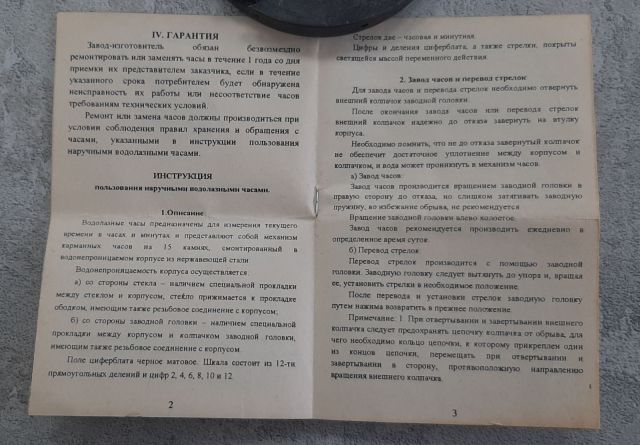 IV. ГАРАНТИЯ
Завод-изготовитель обязан безвозмездно
ремонтировать или заменять часы в течение 1 года со дня
приемки их представителем заказчика, если в течение
указанного срока потребителем будет обнаружена
неисправность их работы или несоответствие часов
требованиям технических условий.
Ремонт или замена часов должны производиться при
условии соблюдения правил хранения и обращения с
часами, указанными в инструкции пользования
наручными водолазными часами.
ИНСТРУКЦИЯ
пользования наручными водолазными часами.
1.Описание
Водолазные часы предназначены для измерения текущего
времени в часах и минутах и представляют собой механизм
карманных часов на 15 камнях, смонтированный в
водонепроницаемом корпусе из нержавеющей стали
Водонепроницаемость корпуса осуществляется:
а) со стороны стекла – наличием специальной прокладки
между стеклом и корпусом, стекло прижимается к прокладке
ободком, имеющим также резьбовое соединение с корпусом;
б) со стороны заводной головки – наличием специальной
прокладки между корпусом и колпачком заводной головки,
имеющим также резьбовое соединение с корпусом.
Поле циферблата черное матовое. Шкала состоит из 12-ти
прямоугольных делений и цифр 2, 4, 6, 8, 10 и 12.
2
Стрелок две – часовая и минутная.
Цифры и деления циферблата, а также стрелки, покрыты
светящейся массой переменного действия.
2. Завод часов и перевод стрелок
Для завода часов и перевода стрелок необходимо отвернуть
внешний колпачок заводной головки.
После окончания завода часов или перевода стрелок
внешний колпачок надежно до отказа завернуть на втулку
корпуса.
Необходимо помнить, что не до отказа завернутый колпачок
не обеспечит достаточное уплотнение между корпусом и
колпачком, и вода может проникнуть в механизм часов.
а) Завод часов:
Завод часов производится вращением заводной головки в
правую сторону до отказа, но слишком затягивать заводную
пружину, во избежание обрыва, не рекомендуется.
Вращение заводной головки влево холостое.
Завод часов рекомендуется производить ежедневно в
определенное время суток.
б) Перевод стрелок
Перевод стрелок производится с помощью заводной
головки. Заводную головку следует вытянуть до упора и, вращая
ее, установить стрелки в необходимое положение.
После перевода и установки стрелок заводную головку
путем нажима возвратить в прежнее положение.
Примечание: 1 При отвертывании и завертывании внешнего
колпачка следует предохранять цепочку колпачка от обрыва, для
чего необходимо кольцо цепочки, к которому прикреплен один
из концов цепочки, перемещать при отвертывании и
завертывании в сторону, противоположную направлению
вращения внешнего колпачка.
3